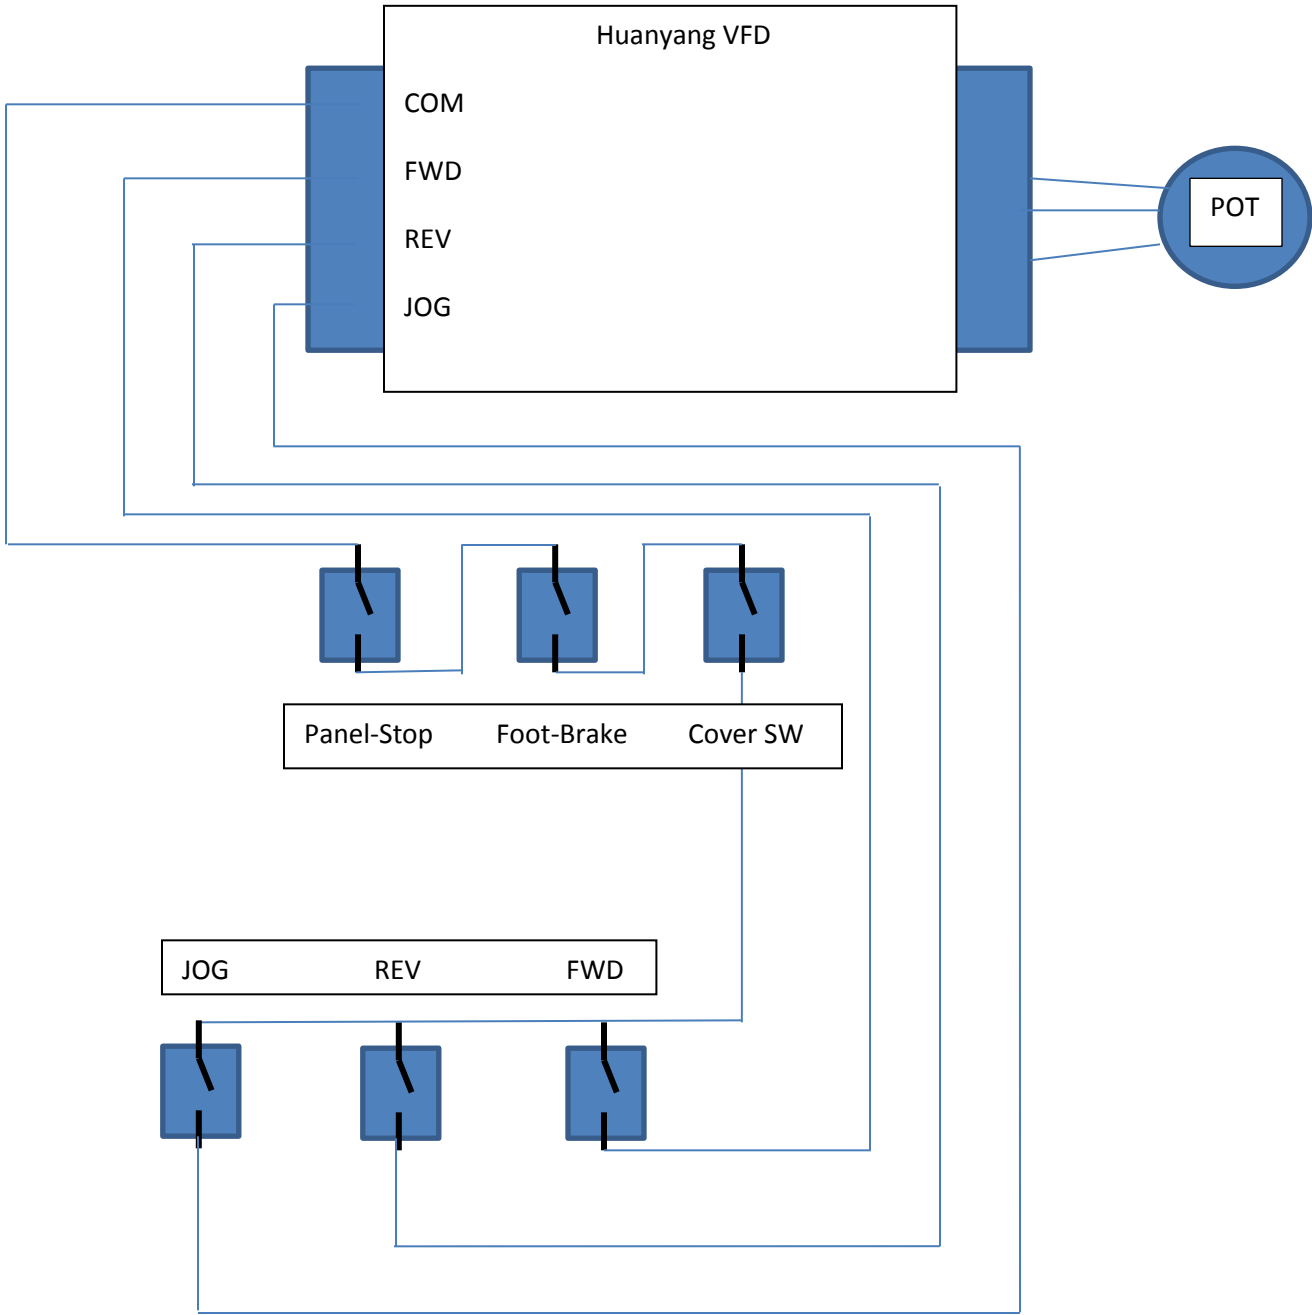 Huanyang VFD
COM
FWD
REV
JOG
POT
Panel-Stop Foot-Brake Cover SW
JOG REV FWD